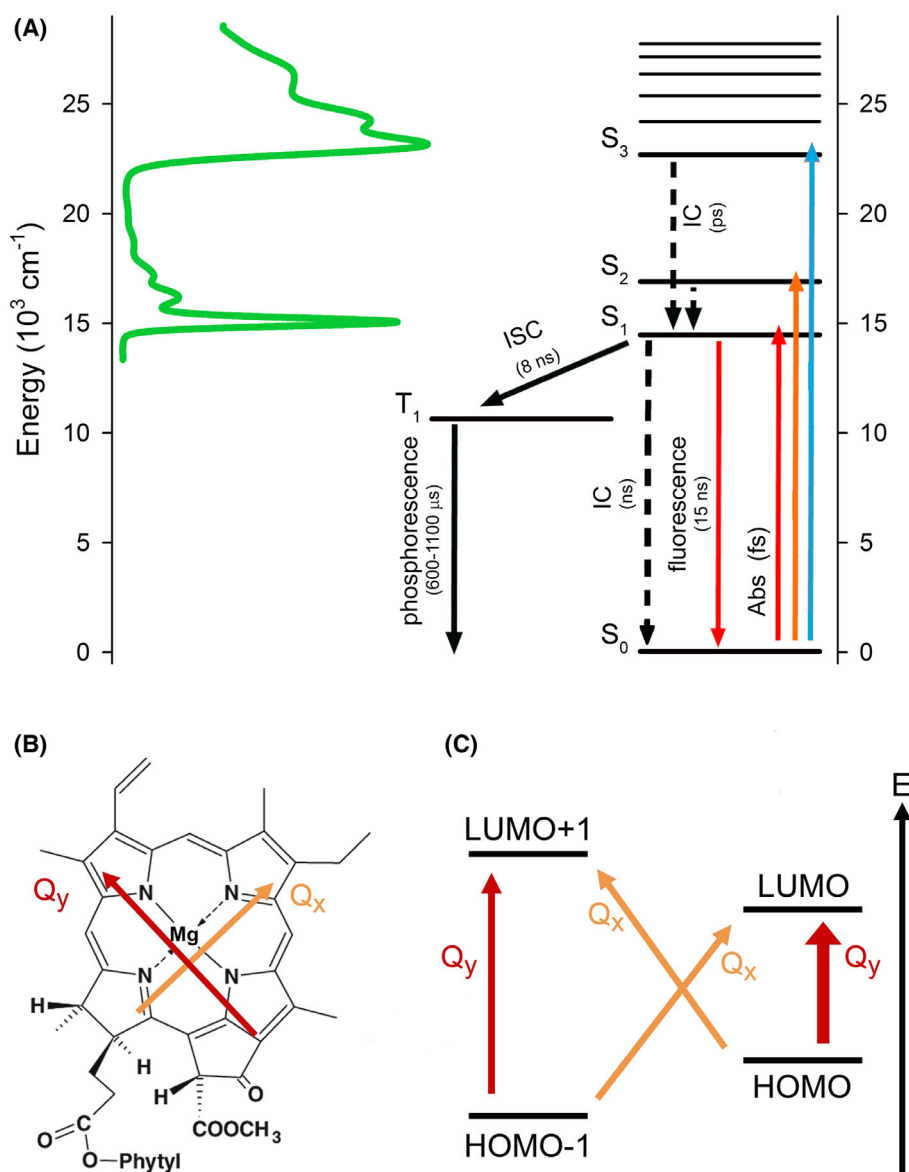 (A)
Energy (10³ cm⁻¹)
25
20
15
10
5
0
S₃
S₂
S₁
S₀
T₁
IC
(ps)
ISC
(8 ns)
phosphorescence
(600-1100 µs)
IC
(ns)
fluorescence
(15 ns)
Abs (fs)
25
20
15
10
5
0
(B)
Qy
Qx
N
N
Mg
N
N
H
H
H
O
COOCH₃
O
O
Phytyl
(C)
E
LUMO+1
LUMO
Qx
Qy
Qx
Qy
HOMO
HOMO-1